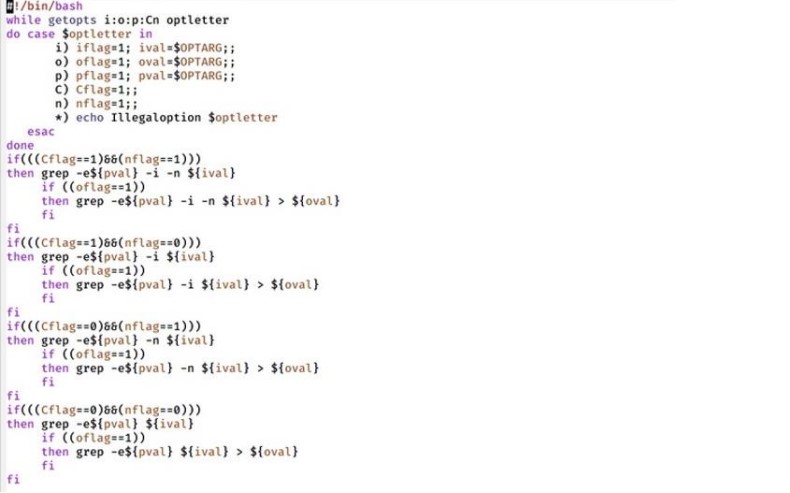 #!/bin/bash
while getopts i:o:p:Cn optletter
do case $optletter in
i) iflag=1; ival=$OPTARG;;
o) oflag=1; oval=$OPTARG;;
p) pflag=1; pval=$OPTARG;;
C) Cflag=1;;
n) nflag=1;;
*) echo Illegaloption $optletter
esac
done
if(((Cflag==1)&&(nflag==1)))
then grep -e${pval} -i -n ${ival}
if ((oflag==1))
then grep -e${pval} -i -n ${ival} > ${oval}
fi
fi
if(((Cflag==1)&&(nflag==0)))
then grep -e${pval} -i ${ival}
if ((oflag==1))
then grep -e${pval} -i ${ival} > ${oval}
fi
fi
if(((Cflag==0)&&(nflag==1)))
then grep -e${pval} -n ${ival}
if ((oflag==1))
then grep -e${pval} -n ${ival} > ${oval}
fi
fi
if(((Cflag==0)&&(nflag==0)))
then grep -e${pval} ${ival}
if ((oflag==1))
then grep -e${pval} ${ival} > ${oval}
fi
fi